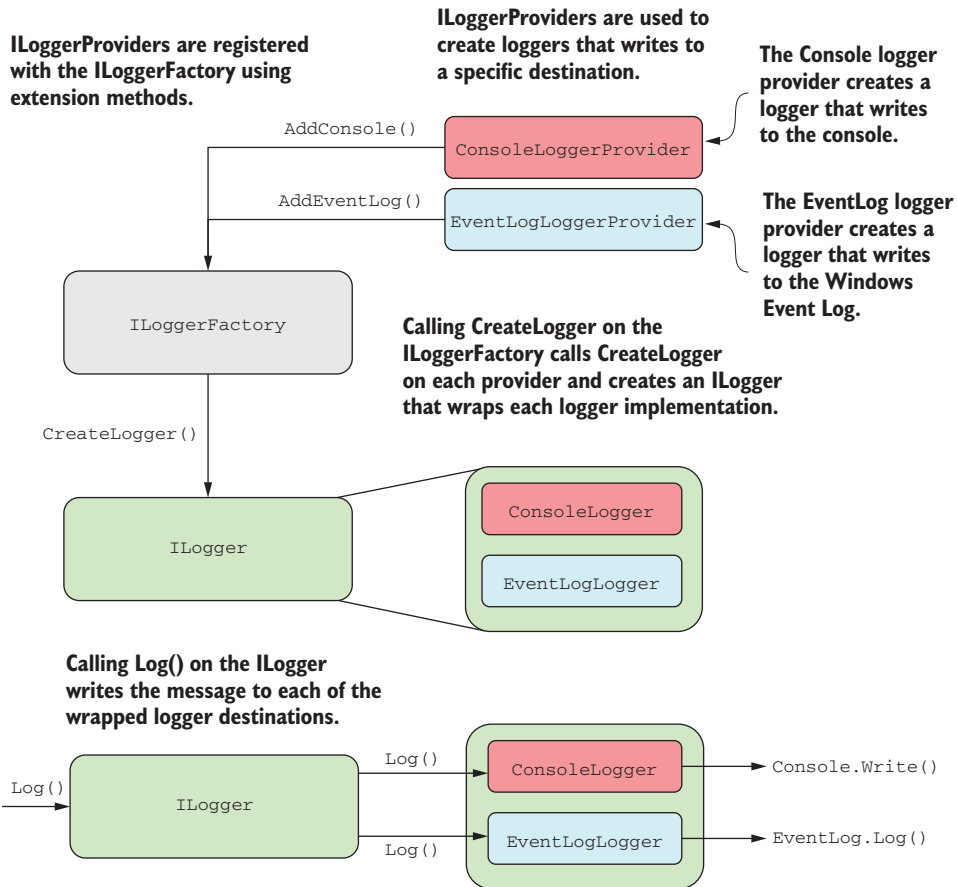 ILoggerProviders are registered
with the ILoggerFactory using
extension methods.
ILoggerProviders are used to
create loggers that writes to
a specific destination.
The Console logger
provider creates a
logger that writes
to the console.
AddConsole()
ConsoleLoggerProvider
AddEventLog()
EventLogLoggerProvider
The EventLog logger
provider creates a
logger that writes
to the Windows
Event Log.
ILoggerFactory
Calling CreateLogger on the
ILoggerFactory calls CreateLogger
on each provider and creates an ILogger
that wraps each logger implementation.
CreateLogger()
ILogger
ConsoleLogger
EventLogLogger
Calling Log() on the ILogger
writes the message to each of the
wrapped logger destinations.
Log()
ILogger
Log()
Log()
ConsoleLogger
EventLogLogger
Console.Write()
EventLog.Log()